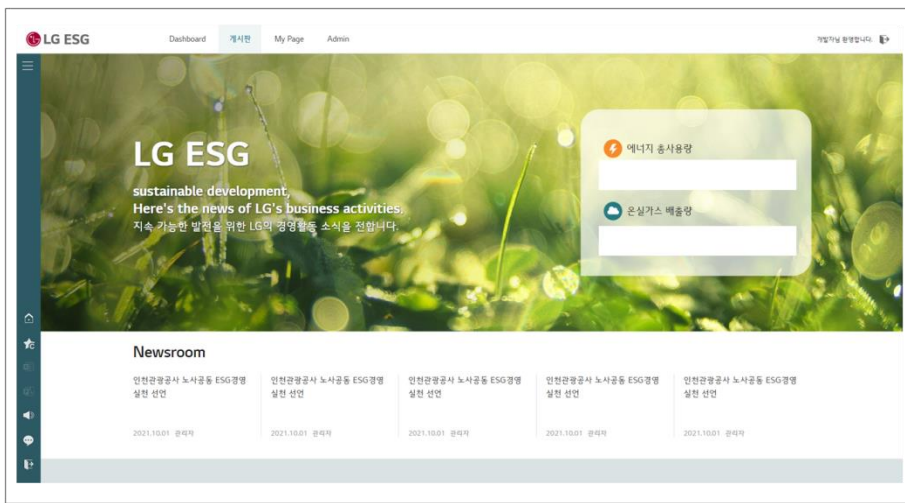 LG ESG
Dashboard 게시판 My Page Admin
개발자님 환영합니다.
LG ESG
sustainable development,
Here's the news of LG's business activities.
지속 가능한 발전을 위한 LG의 경영활동 소식을 전합니다.
에너지 총사용량
온실가스 배출량
Newsroom
인천관광공사 노사공동 ESG경영
실천 선언
2021.10.01 관리자
인천관광공사 노사공동 ESG경영
실천 선언
2021.10.01 관리자
인천관광공사 노사공동 ESG경영
실천 선언
2021.10.01 관리자
인천관광공사 노사공동 ESG경영
실천 선언
2021.10.01 관리자
인천관광공사 노사공동 ESG경영
실천 선언
2021.10.01 관리자